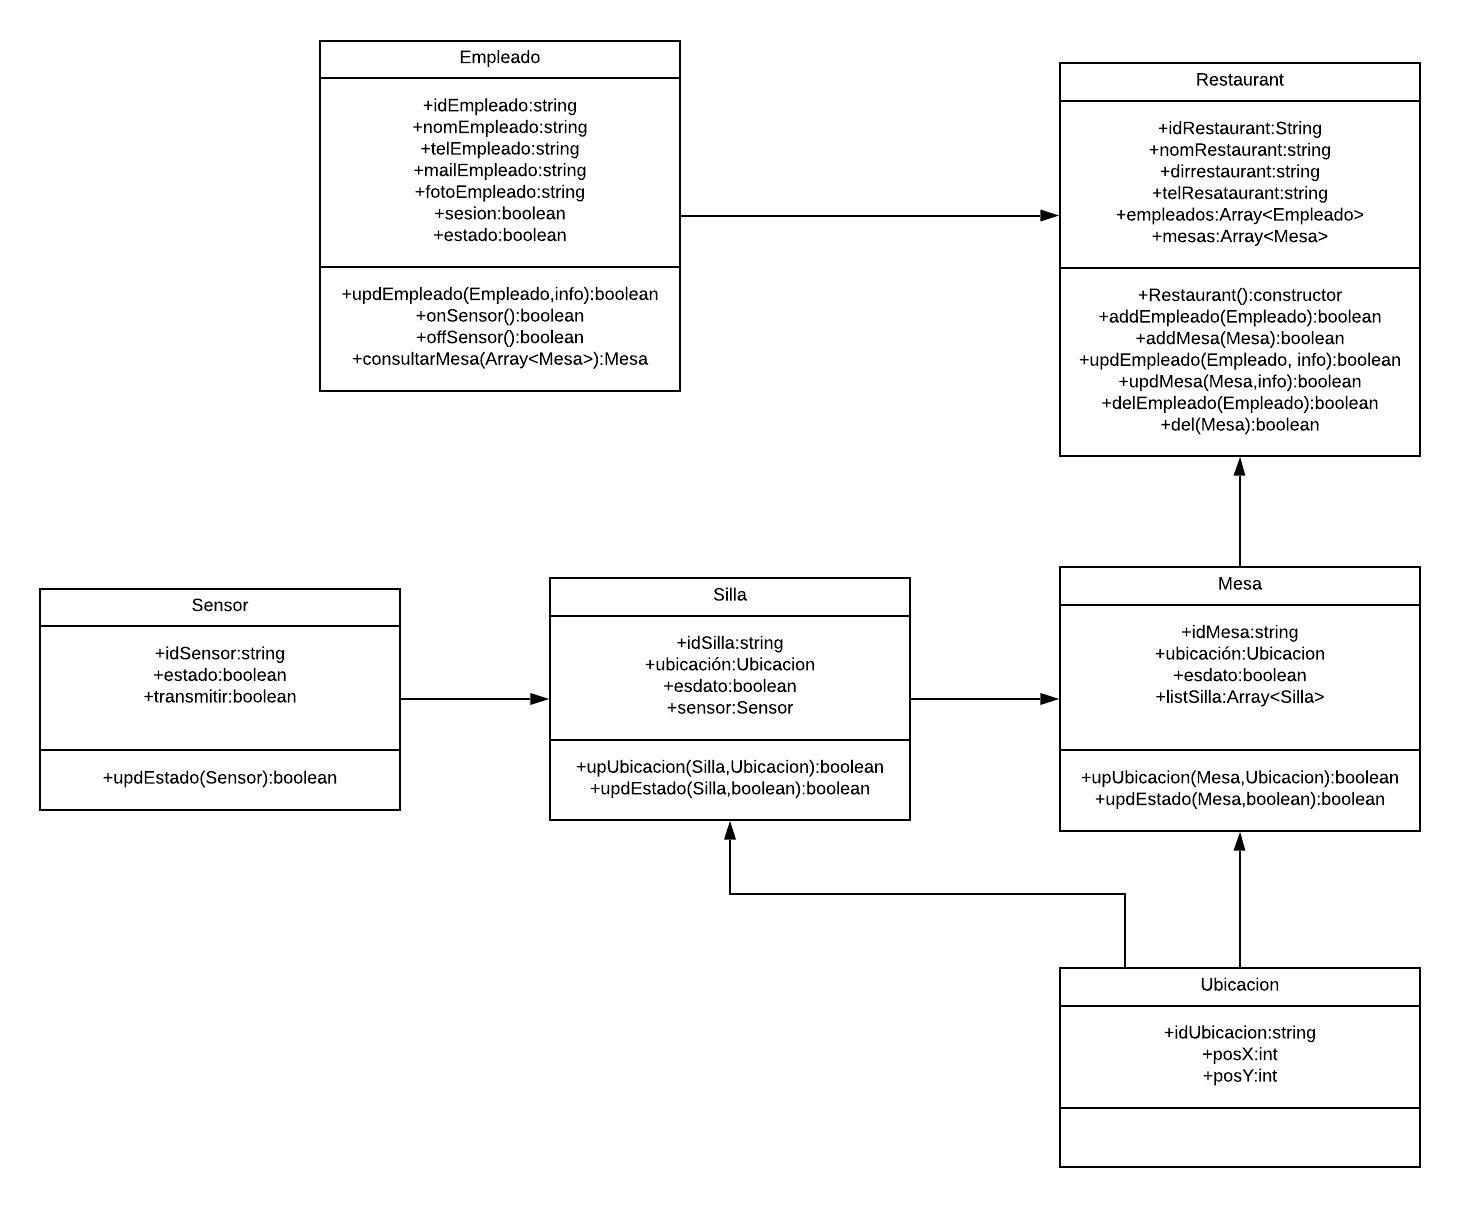 Empleado
+idEmpleado:string
+nomEmpleado:string
+telEmpleado:string
+mailEmpleado:string
+fotoEmpleado:string
+sesion:boolean
+estado:boolean
+updEmpleado(Empleado,info):boolean
+onSensor():boolean
+offSensor():boolean
+consultarMesa(Array<Mesa>):Mesa
Restaurant
+idRestaurant:String
+nomRestaurant:string
+dirrestaurant:string
+telResataurant:string
+empleados:Array<Empleado>
+mesas:Array<Mesa>
+Restaurant():constructor
+addEmpleado(Empleado):boolean
+addMesa(Mesa):boolean
+updEmpleado(Empleado, info):boolean
+updMesa(Mesa,info):boolean
+delEmpleado(Empleado):boolean
+del(Mesa):boolean
Sensor
+idSensor:string
+estado:boolean
+transmitir:boolean
+updEstado(Sensor):boolean
Silla
+idSilla:string
+ubicación:Ubicacion
+esdato:boolean
+sensor:Sensor
+upUbicacion(Silla,Ubicacion):boolean
+updEstado(Silla,boolean):boolean
Mesa
+idMesa:string
+ubicación:Ubicacion
+esdato:boolean
+listSilla:Array<Silla>
+upUbicacion(Mesa,Ubicacion):boolean
+updEstado(Mesa,boolean):boolean
Ubicacion
+idUbicacion:string
+posX:int
+posY:int